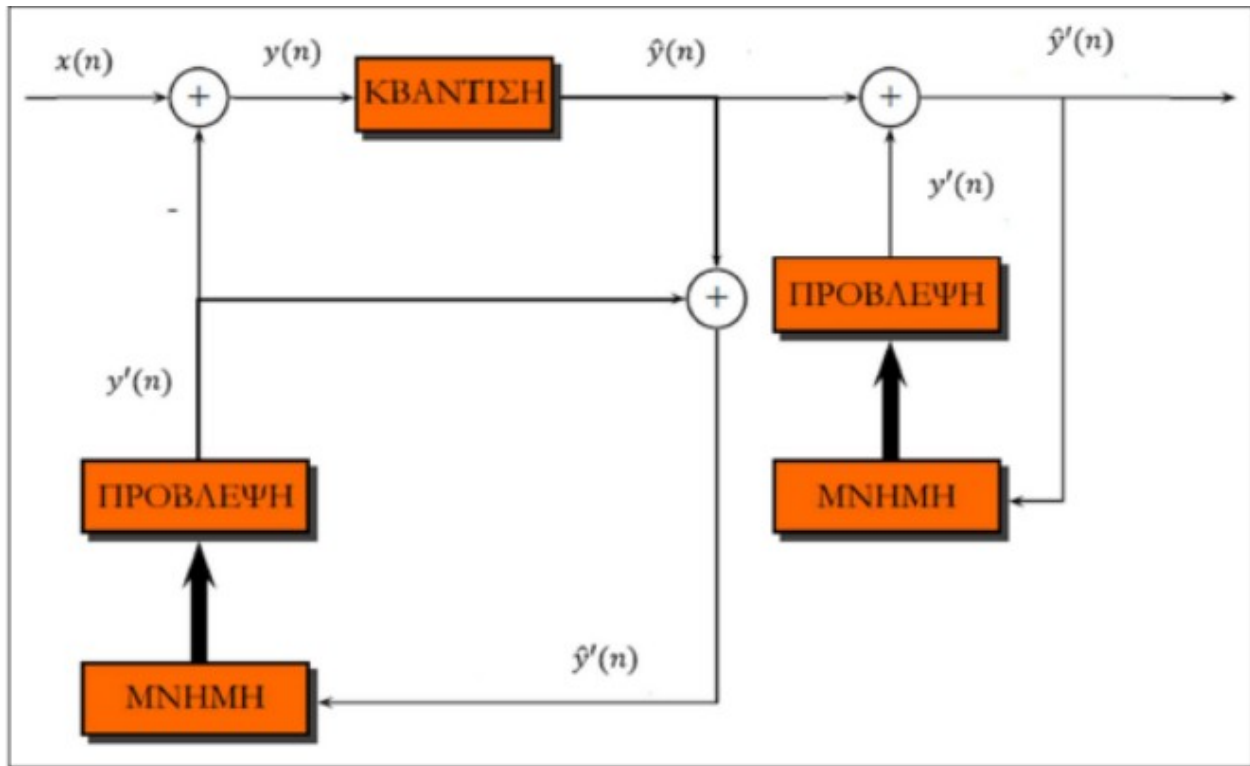 x(n)
+
y(n)
ΚΒΑΝΤΙΣΗ
ŷ(n)
+
ŷ′(n)
-
y′(n)
+
ΠΡΟΒΛΕΨΗ
y′(n)
ΠΡΟΒΛΕΨΗ
ΜΝΗΜΗ
ŷ′(n)
ΜΝΗΜΗ